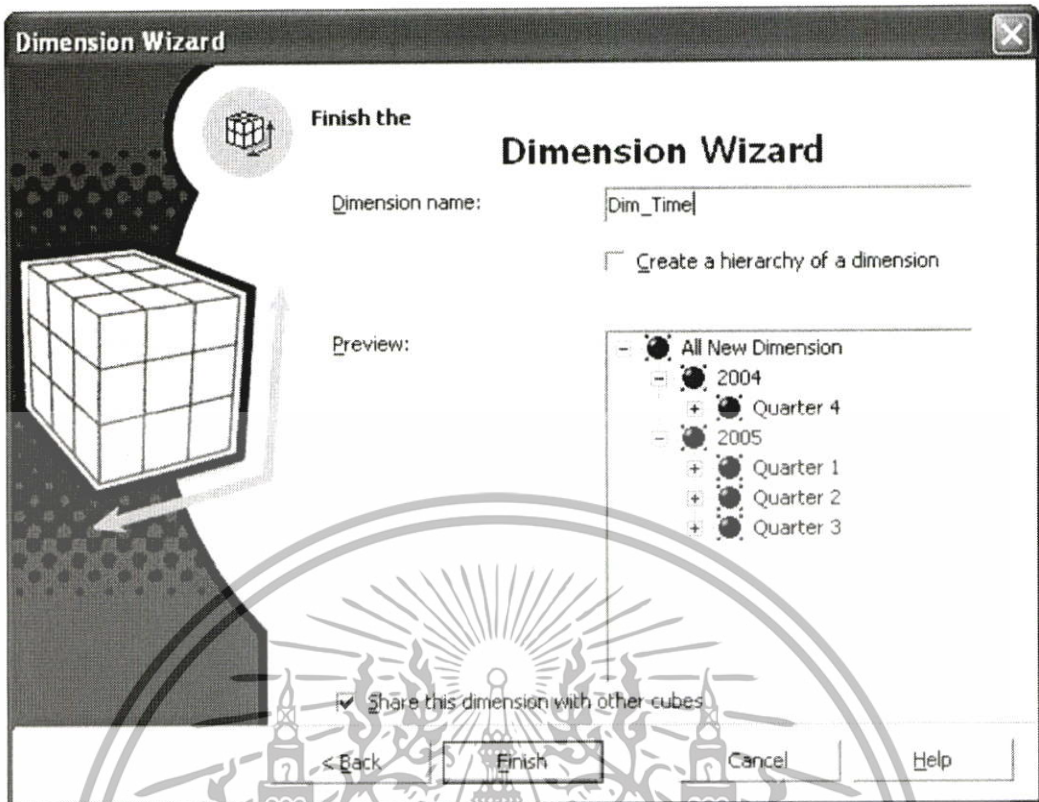 Dimension Wizard
Finish the
Dimension Wizard
Dimension name:
Dim_Time
Create a hierarchy of a dimension
Preview:
All New Dimension
2004
Quarter 4
2005
Quarter 1
Quarter 2
Quarter 3
Share this dimension with other cubes
< Back
Finish
Cancel
Help